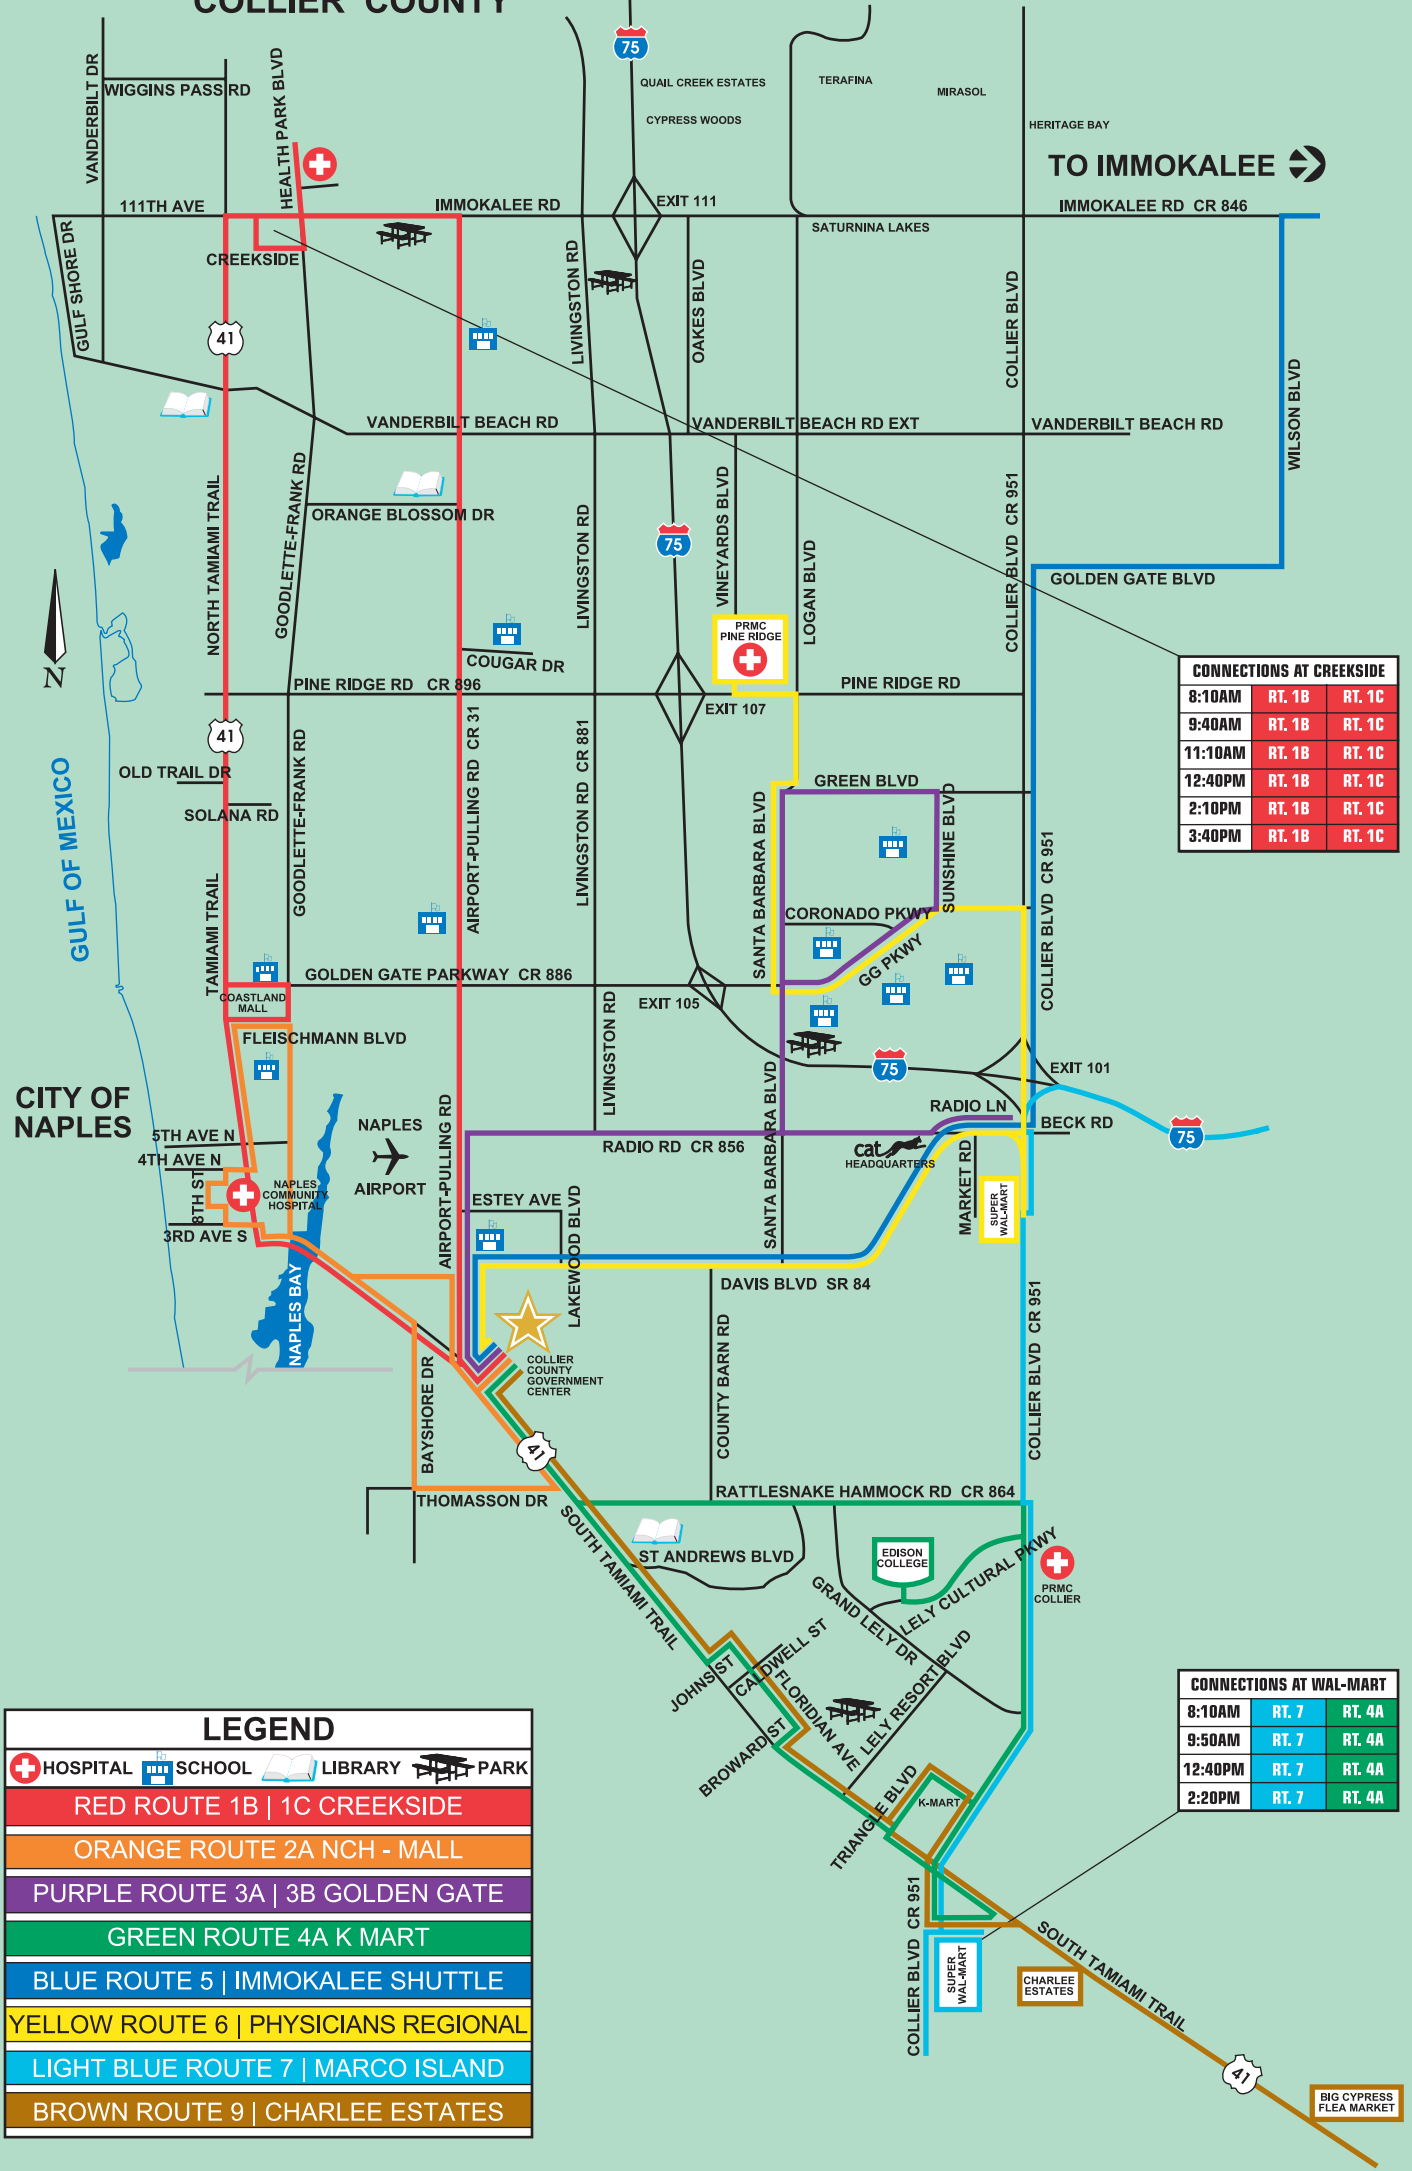 COLLIER COUNTY
75
QUAIL CREEK ESTATES
CYPRESS WOODS
TERAFINA
MIRASOL
HERITAGE BAY
TO IMMOKALEE
VANDERBILT DR
WIGGINS PASS RD
HEALTH PARK BLVD
111TH AVE
IMMOKALEE RD
EXIT 111
IMMOKALEE RD CR 846
SATURNINA LAKES
GULF SHORE DR
CREEKSIDE
LIVINGSTON RD
OAKES BLVD
COLLIER BLVD
WILSON BLVD
41
VANDERBILT BEACH RD
VANDERBILT BEACH RD EXT
VANDERBILT BEACH RD
NORTH TAMIAMI TRAIL
GOODLETTE-FRANK RD
ORANGE BLOSSOM DR
LIVINGSTON RD
75
VINEYARDS BLVD
LOGAN BLVD
COLLIER BLVD CR 951
GOLDEN GATE BLVD
N
COUGAR DR
PRMC
PINE RIDGE
PINE RIDGE RD CR 896
PINE RIDGE RD
EXIT 107
CONNECTIONS AT CREEKSIDE
8:10AM RT. 1B RT. 1C
9:40AM RT. 1B RT. 1C
11:10AM RT. 1B RT. 1C
12:40PM RT. 1B RT. 1C
2:10PM RT. 1B RT. 1C
3:40PM RT. 1B RT. 1C
41
OLD TRAIL DR
SOLANA RD
GULF OF MEXICO
GOODLETTE-FRANK RD
AIRPORT-PULLING RD CR 31
LIVINGSTON RD CR 881
GREEN BLVD
SANTA BARBARA BLVD
SUNSHINE BLVD
COLLIER BLVD CR 951
TAMIAMI TRAIL
CORONADO PKWY
GG PKWY
GOLDEN GATE PARKWAY CR 886
COASTLAND
MALL
EXIT 105
FLEISCHMANN BLVD
LIVINGSTON RD
75
EXIT 101
CITY OF
NAPLES
NAPLES
AIRPORT
AIRPORT-PULLING RD
RADIO LN
BECK RD
75
5TH AVE N
4TH AVE N
RADIO RD CR 856
SANTA BARBARA BLVD
cat
HEADQUARTERS
MARKET RD
8TH ST
NAPLES
COMMUNITY
HOSPITAL
3RD AVE S
ESTEY AVE
LAKEWOOD BLVD
SUPER
WAL-MART
NAPLES BAY
DAVIS BLVD SR 84
COLLIER BLVD CR 951
COUNTY BARN RD
COLLIER
COUNTY
GOVERNMENT
CENTER
BAYSHORE DR
41
THOMASSON DR
RATTLESNAKE HAMMOCK RD CR 864
SOUTH TAMIAMI TRAIL
ST ANDREWS BLVD
EDISON
COLLEGE
LELY CULTURAL PKWY
PRMC
COLLIER
GRAND LELY DR
JOHNS ST
CALDWELL ST
FLORIDIAN AVE
LELY RESORT BLVD
BROWARD ST
TRIANGLE BLVD
K-MART
CONNECTIONS AT WAL-MART
8:10AM RT. 7 RT. 4A
9:50AM RT. 7 RT. 4A
12:40PM RT. 7 RT. 4A
2:20PM RT. 7 RT. 4A
COLLIER BLVD CR 951
SUPER
WAL-MART
CHARLEE
ESTATES
SOUTH TAMIAMI TRAIL
41
BIG CYPRESS
FLEA MARKET
LEGEND
HOSPITAL SCHOOL LIBRARY PARK
RED ROUTE 1B | 1C CREEKSIDE
ORANGE ROUTE 2A NCH - MALL
PURPLE ROUTE 3A | 3B GOLDEN GATE
GREEN ROUTE 4A K MART
BLUE ROUTE 5 | IMMOKALEE SHUTTLE
YELLOW ROUTE 6 | PHYSICIANS REGIONAL
LIGHT BLUE ROUTE 7 | MARCO ISLAND
BROWN ROUTE 9 | CHARLEE ESTATES